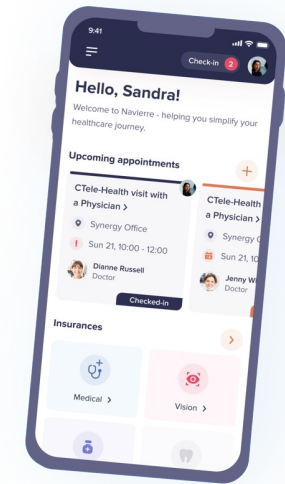 9:41
Check-in 2
Hello, Sandra!
Welcome to Navierre - helping you simplify your
healthcare journey.
Upcoming appointments
CTele-Health visit with
a Physician >
Synergy Office
Sun 21, 10:00 - 12:00
Dianne Russell
Doctor
Checked-in
CTele-Health
a Physician >
Synergy
Sun 21, 10
Jenny
Doctor
Insurances
Medical >
Vision >